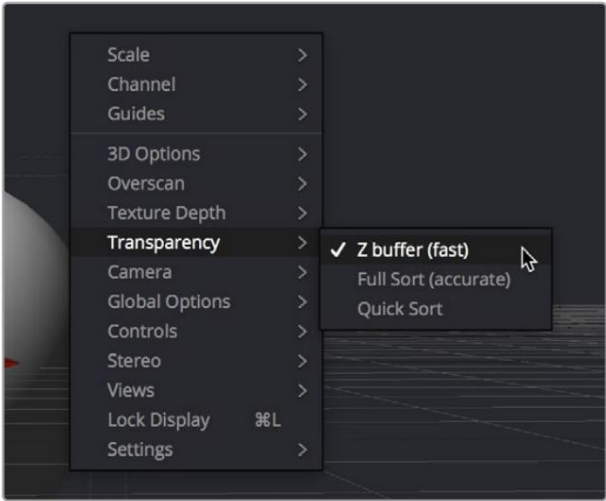 Scale >
Channel >
Guides >
3D Options >
Overscan >
Texture Depth >
Transparency >
✓ Z buffer (fast)
Camera >
Full Sort (accurate)
Global Options >
Quick Sort
Controls >
Stereo >
Views >
Lock Display ⌘L
Settings >